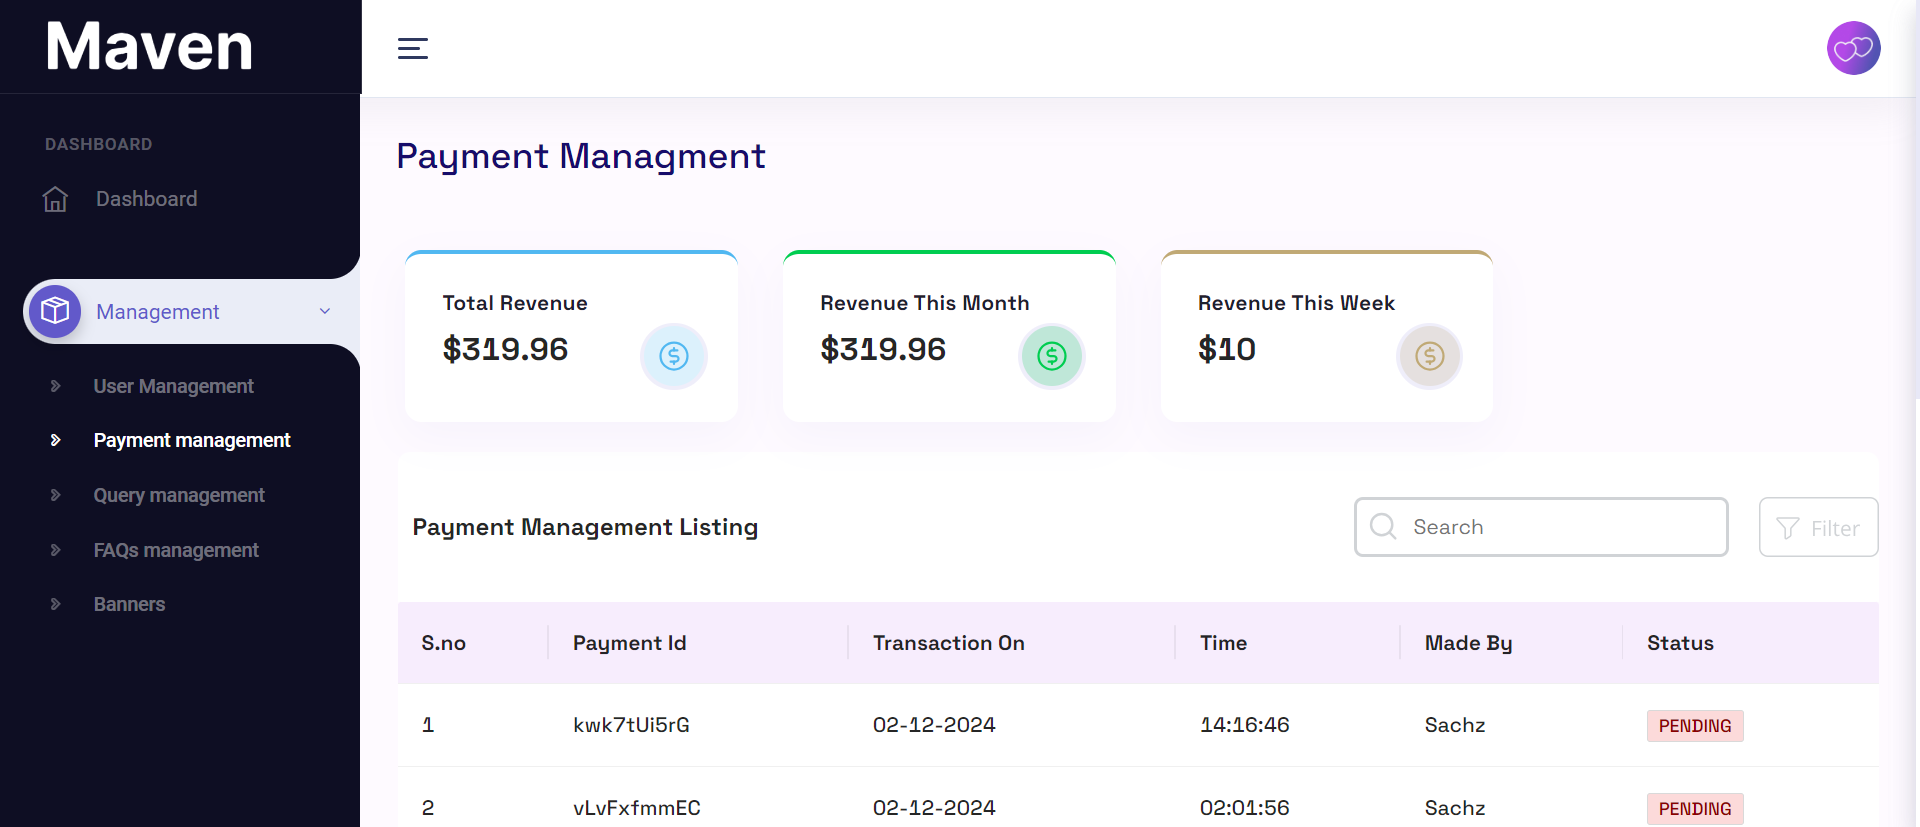 Maven
DASHBOARD
Dashboard
Management
User Management
Payment management
Query management
FAQs management
Banners
Payment Managment
Total Revenue
$319.96
Revenue This Month
$319.96
Revenue This Week
$10
Payment Management Listing
Search
Filter
S.no Payment Id Transaction On Time Made By Status
1 kwk7tUi5rG 02-12-2024 14:16:46 Sachz PENDING
2 vLvFxfmmEC 02-12-2024 02:01:56 Sachz PENDING